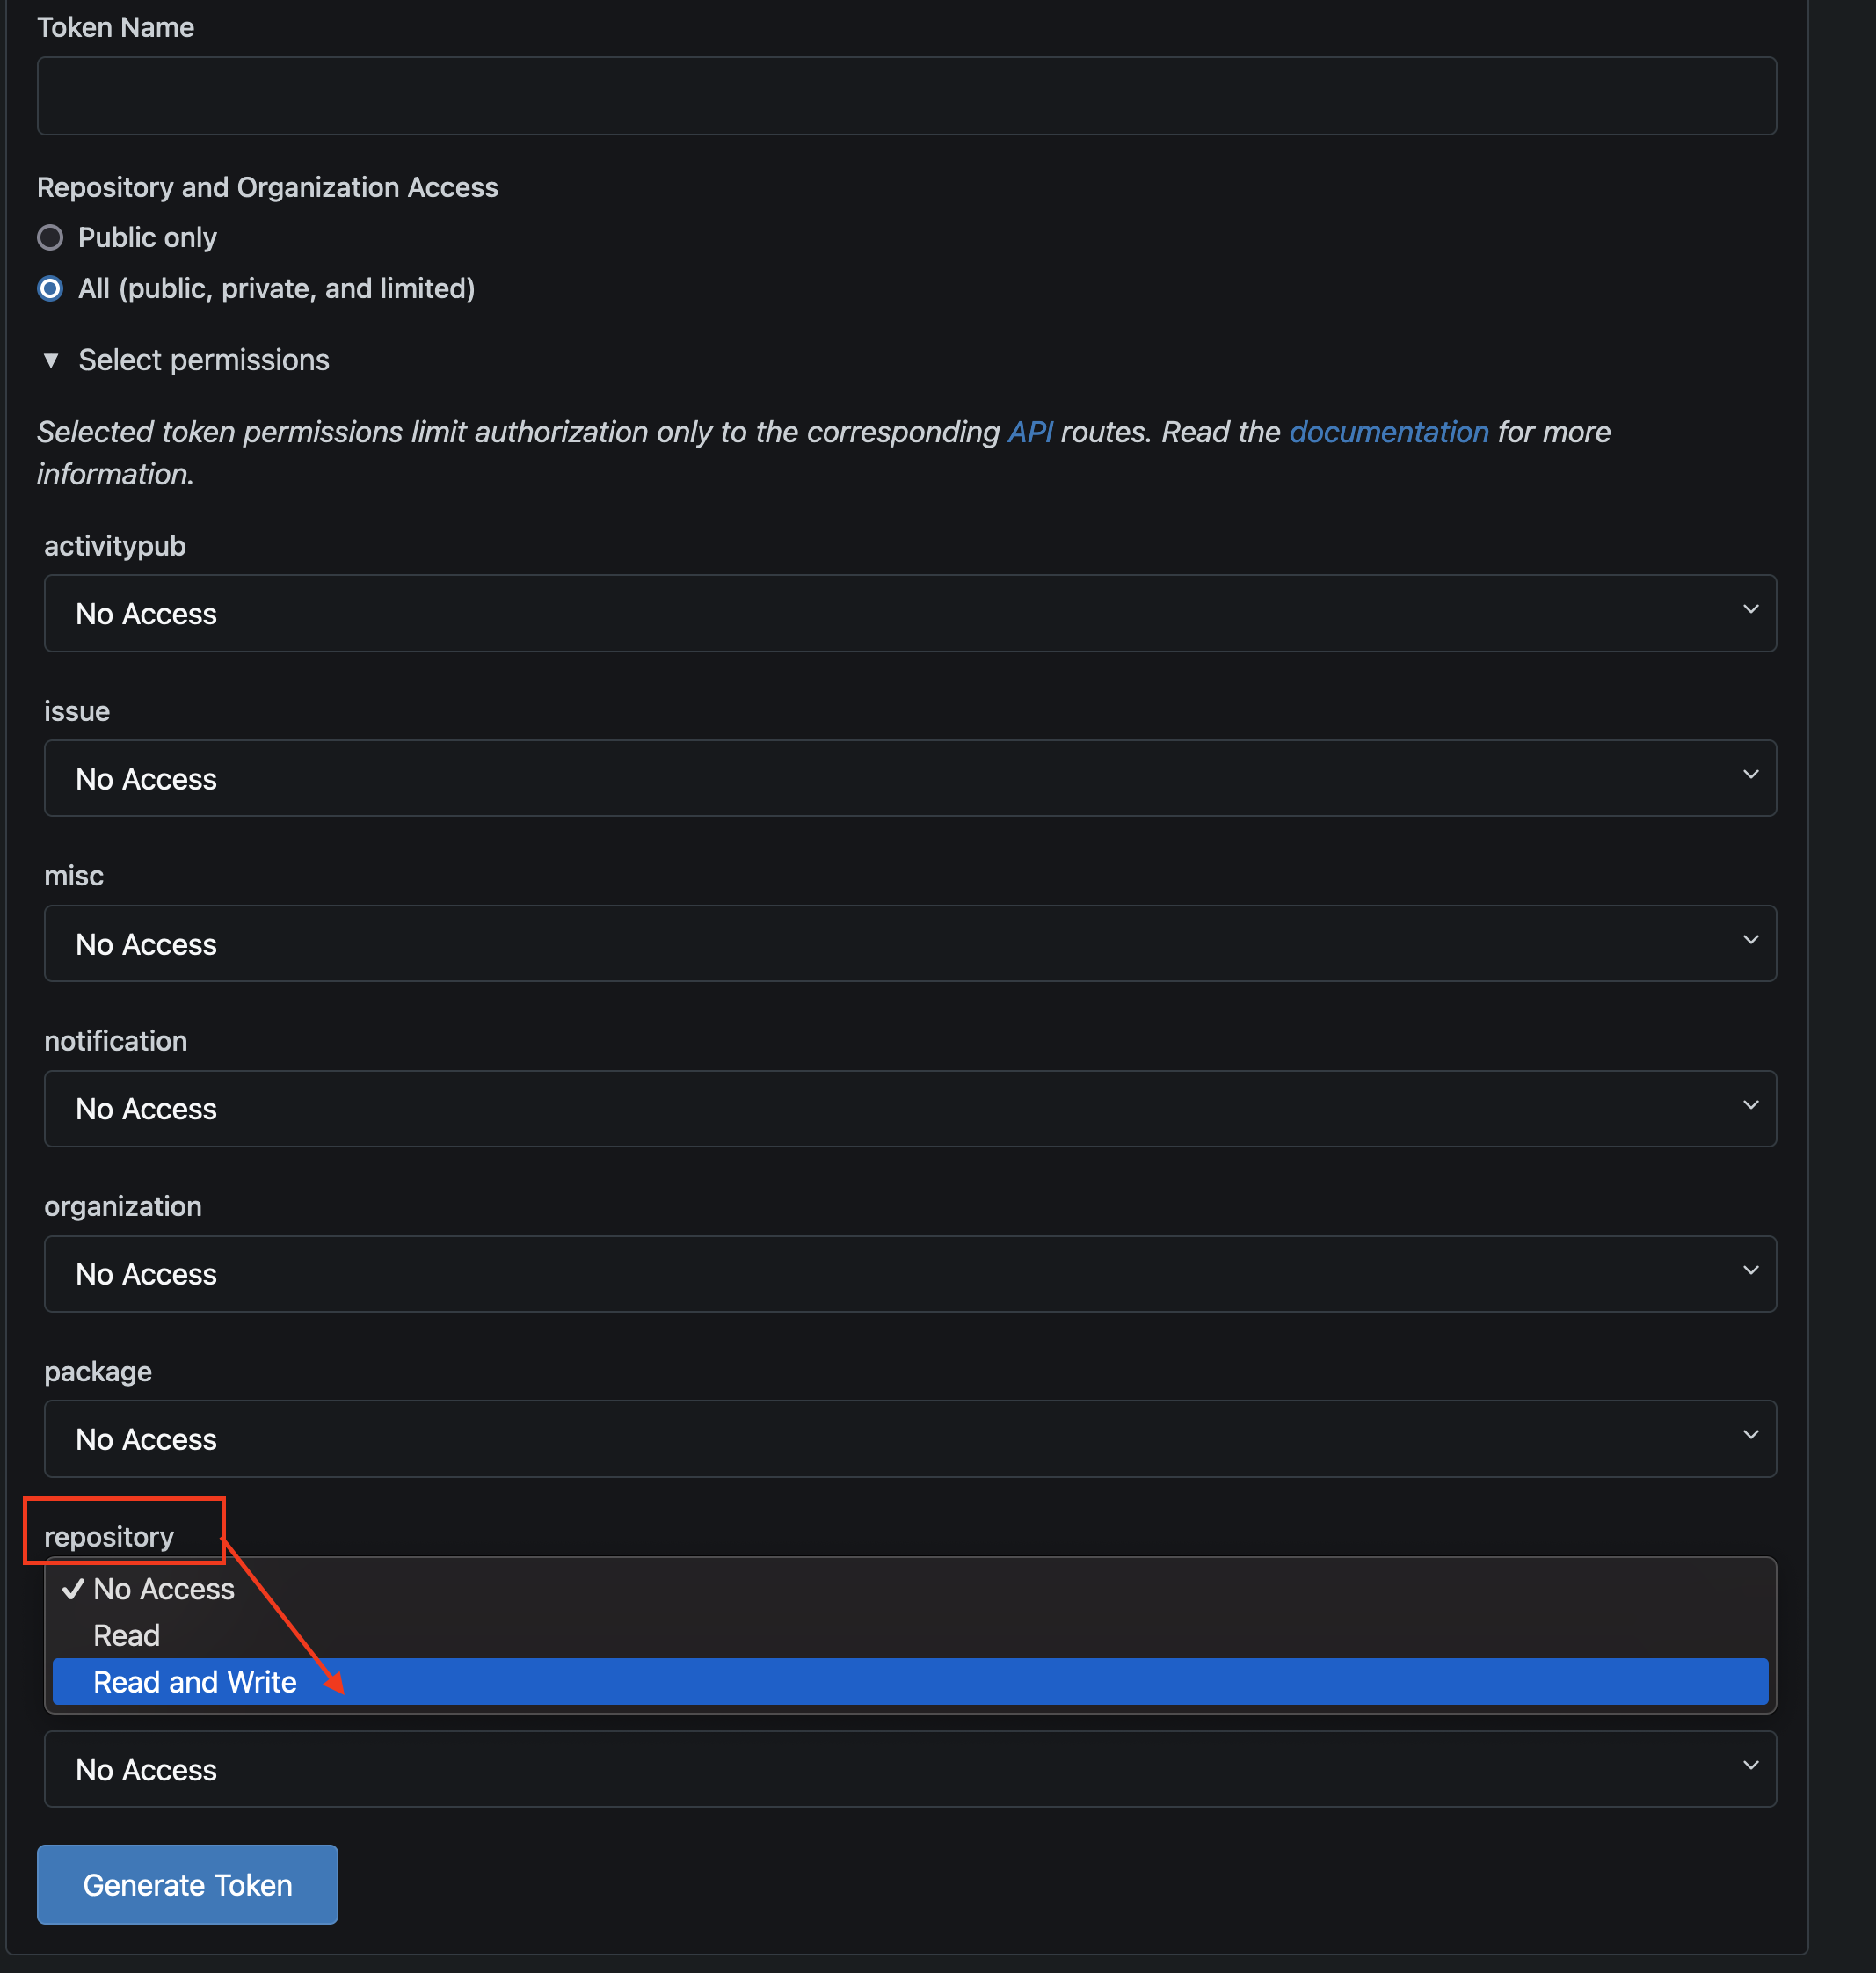 Token Name
Repository and Organization Access
Public only
All (public, private, and limited)
▼ Select permissions
Selected token permissions limit authorization only to the corresponding API routes. Read the documentation for more
information.
activitypub
No Access
issue
No Access
misc
No Access
notification
No Access
organization
No Access
package
No Access
repository
✓ No Access
Read
Read and Write
No Access
Generate Token